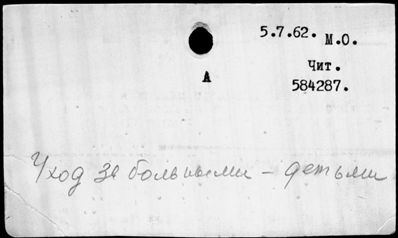 5.7.62. М.О.
Чит.
А
584287.
Уход за больными - детьми